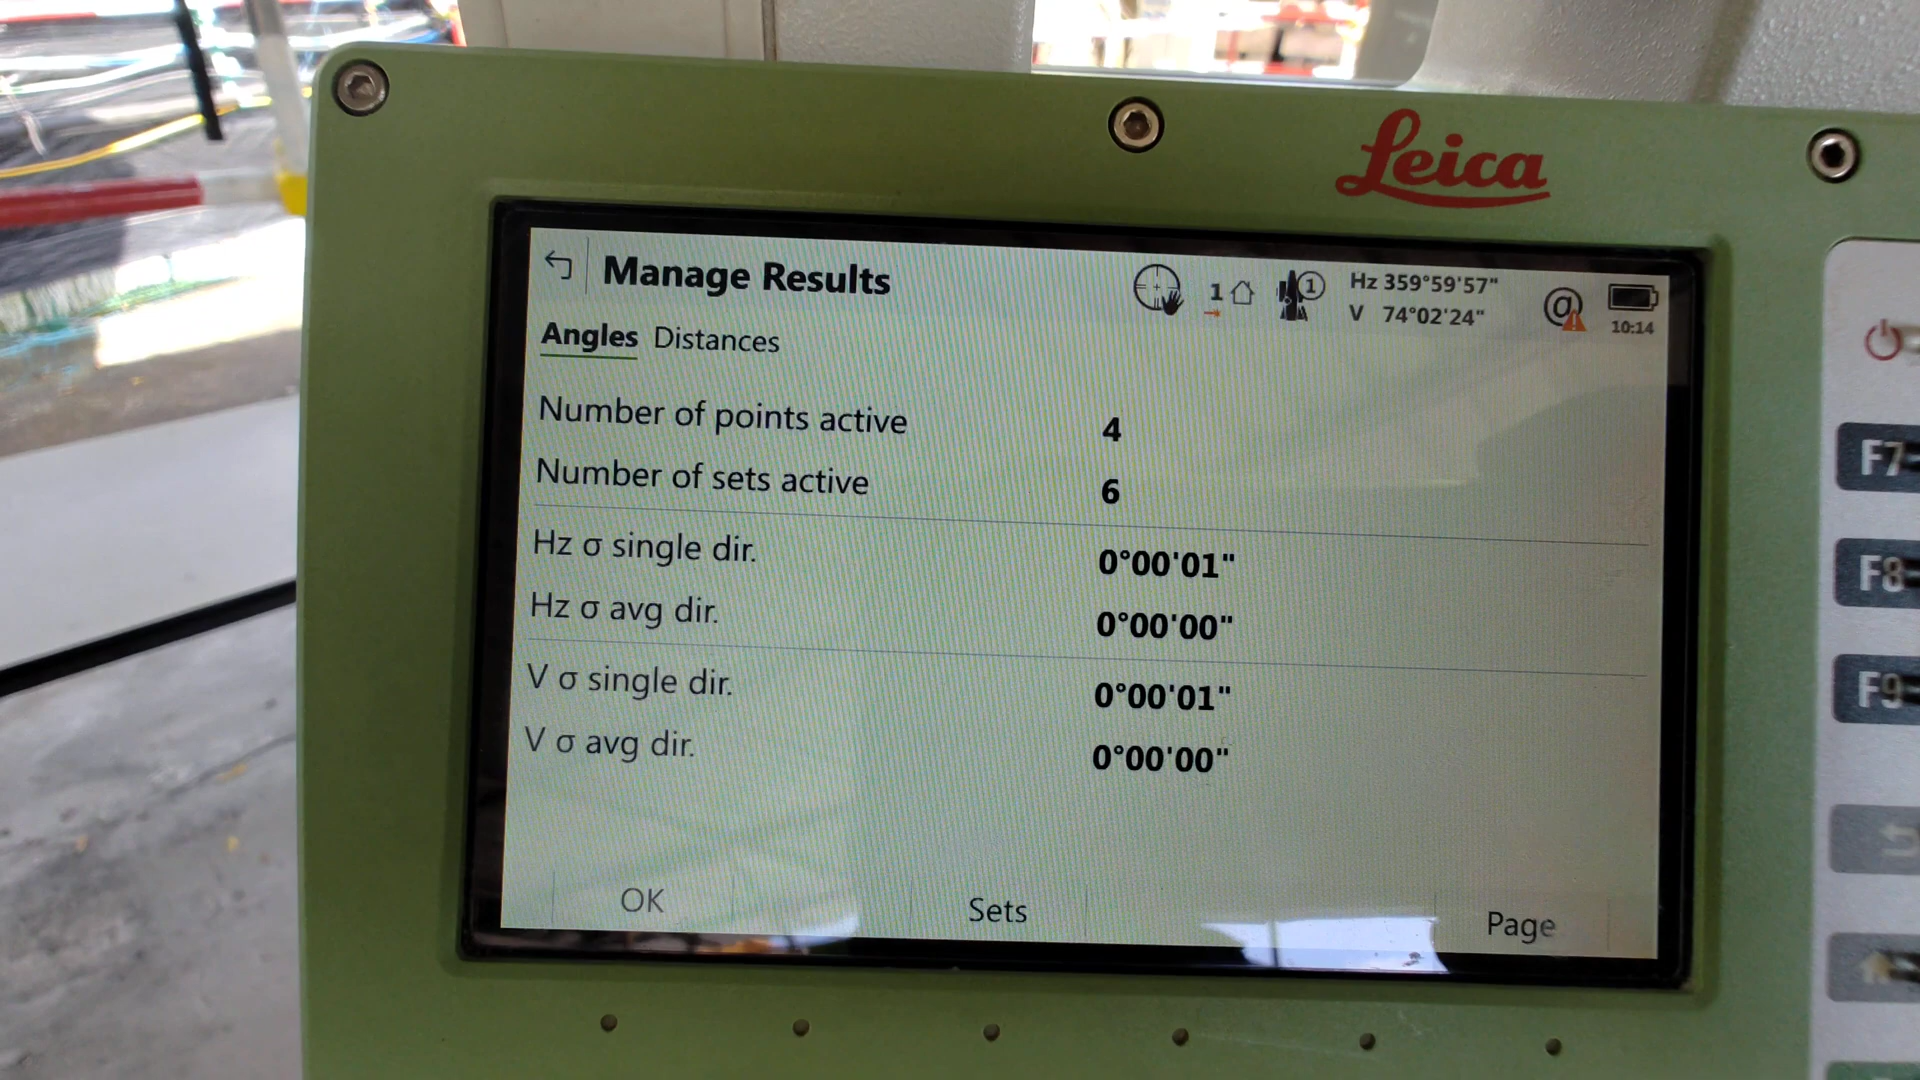 Leica
Manage Results
1
1
Hz 359°59'57"
V 74°02'24"
@
10:14
Angles Distances
Number of points active 4
Number of sets active 6
Hz σ single dir. 0°00'01"
Hz σ avg dir. 0°00'00"
V σ single dir. 0°00'01"
V σ avg dir. 0°00'00"
OK Sets Page
F7
F8
F9